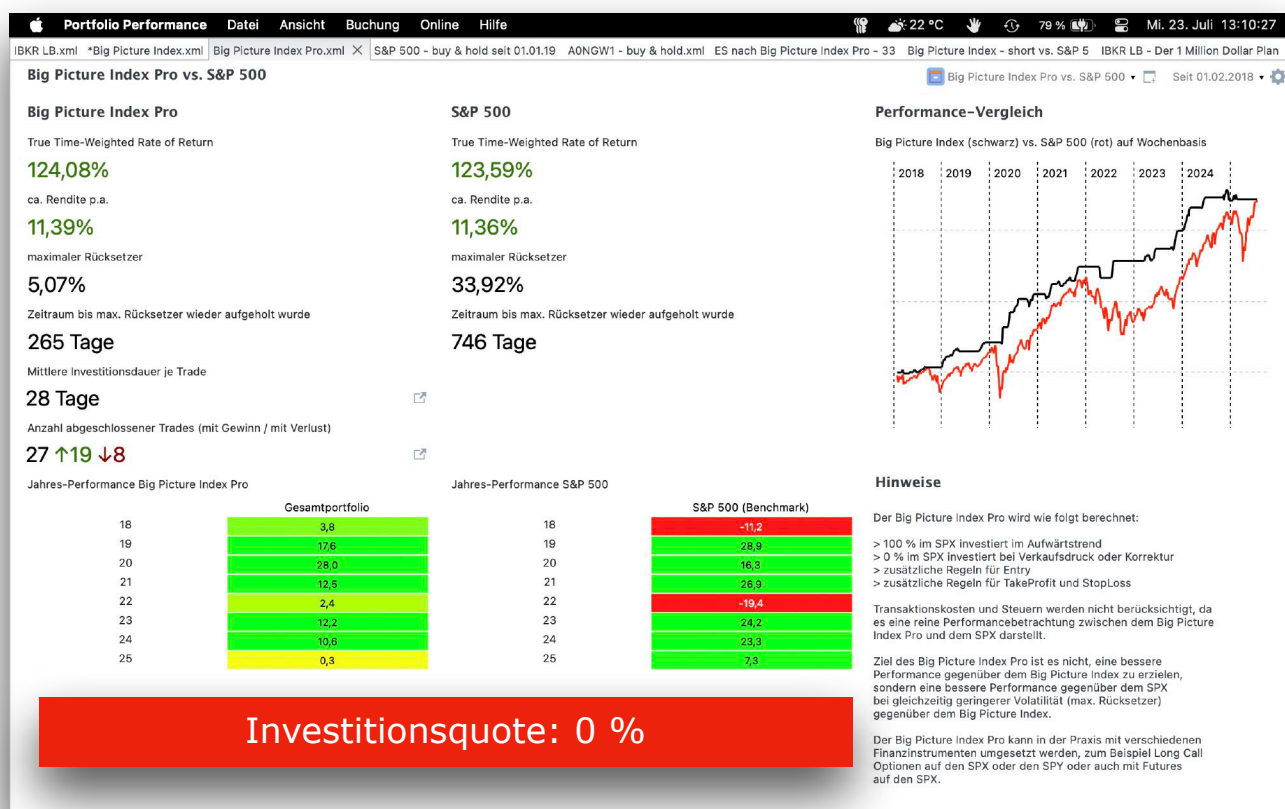 Portfolio Performance Datei Ansicht Buchung Online Hilfe 22 °C 79 % Mi. 23. Juli 13:10:27
IBKR LB.xml *Big Picture Index.xml Big Picture Index Pro.xml S&P 500 - buy & hold seit 01.01.19 A0NGW1 - buy & hold.xml ES nach Big Picture Index Pro - 33 Big Picture Index - short vs. S&P 5 IBKR LB - Der 1 Million Dollar Plan
Big Picture Index Pro vs. S&P 500
Big Picture Index Pro vs. S&P 500 Seit 01.02.2018
Big Picture Index Pro
True Time-Weighted Rate of Return
124,08%
ca. Rendite p.a.
11,39%
maximaler Rücksetzer
5,07%
Zeitraum bis max. Rücksetzer wieder aufgeholt wurde
265 Tage
Mittlere Investitionsdauer je Trade
28 Tage
Anzahl abgeschlossener Trades (mit Gewinn / mit Verlust)
27 ↑19 ↓8
Jahres-Performance Big Picture Index Pro
Gesamtportfolio
18 3,8
19 17,6
20 28,0
21 12,5
22 2,4
23 12,2
24 10,6
25 0,3
S&P 500
True Time-Weighted Rate of Return
123,59%
ca. Rendite p.a.
11,36%
maximaler Rücksetzer
33,92%
Zeitraum bis max. Rücksetzer wieder aufgeholt wurde
746 Tage
Jahres-Performance S&P 500
S&P 500 (Benchmark)
18 -11,2
19 28,9
20 16,3
21 26,9
22 -19,4
23 24,2
24 23,3
25 7,3
Investitionsquote: 0 %
Performance-Vergleich
Big Picture Index (schwarz) vs. S&P 500 (rot) auf Wochenbasis
2018 2019 2020 2021 2022 2023 2024
Hinweise
Der Big Picture Index Pro wird wie folgt berechnet:
> 100 % im SPX investiert im Aufwärtstrend
> 0 % im SPX investiert bei Verkaufsdruck oder Korrektur
> zusätzliche Regeln für Entry
> zusätzliche Regeln für TakeProfit und StopLoss
Transaktionskosten und Steuern werden nicht berücksichtigt, da
es eine reine Performancebetrachtung zwischen dem Big Picture
Index Pro und dem SPX darstellt.
Ziel des Big Picture Index Pro ist es nicht, eine bessere
Performance gegenüber dem Big Picture Index zu erzielen,
sondern eine bessere Performance gegenüber dem SPX
bei gleichzeitig geringerer Volatilität (max. Rücksetzer)
gegenüber dem Big Picture Index.
Der Big Picture Index Pro kann in der Praxis mit verschiedenen
Finanzinstrumenten umgesetzt werden, zum Beispiel Long Call
Optionen auf den SPX oder den SPY oder auch mit Futures
auf den SPX.